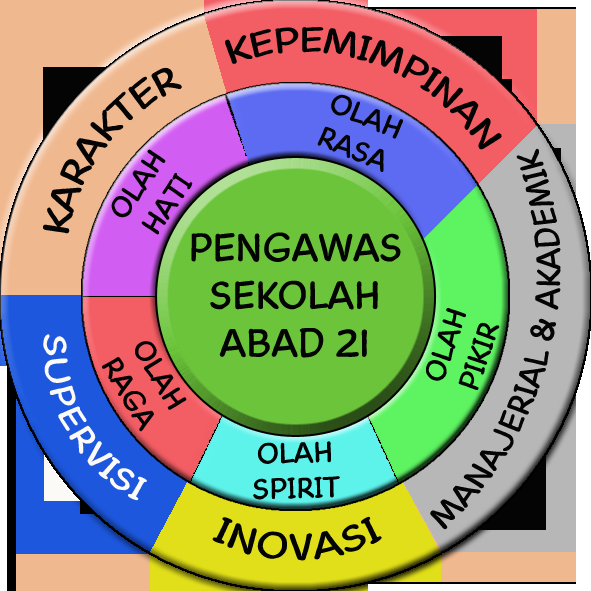 KEPEMIMPINAN
KARAKTER
OLAH
RASA
OLAH
HATI
MANAJERIAL & AKADEMIK
PENGAWAS
SEKOLAH
ABAD 21
OLAH
PIKIR
OLAH
RAGA
SUPERVISI
OLAH
SPIRIT
INOVASI